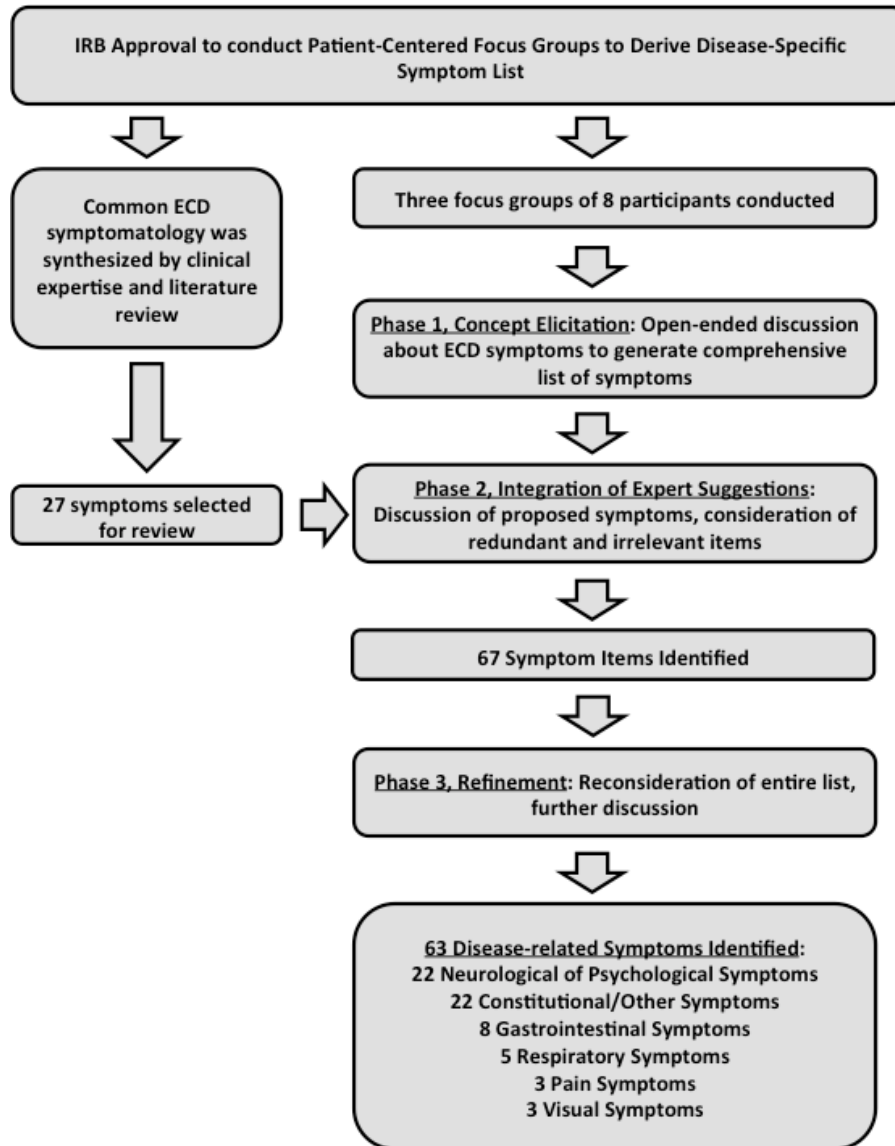 IRB Approval to conduct Patient-Centered Focus Groups to Derive Disease-Specific
Symptom List
Common ECD
symptomatology was
synthesized by clinical
expertise and literature
review
27 symptoms selected
for review
Three focus groups of 8 participants conducted
Phase 1, Concept Elicitation: Open-ended discussion
about ECD symptoms to generate comprehensive
list of symptoms
Phase 2, Integration of Expert Suggestions:
Discussion of proposed symptoms, consideration of
redundant and irrelevant items
67 Symptom Items Identified
Phase 3, Refinement: Reconsideration of entire list,
further discussion
63 Disease-related Symptoms Identified:
22 Neurological of Psychological Symptoms
22 Constitutional/Other Symptoms
8 Gastrointestinal Symptoms
5 Respiratory Symptoms
3 Pain Symptoms
3 Visual Symptoms